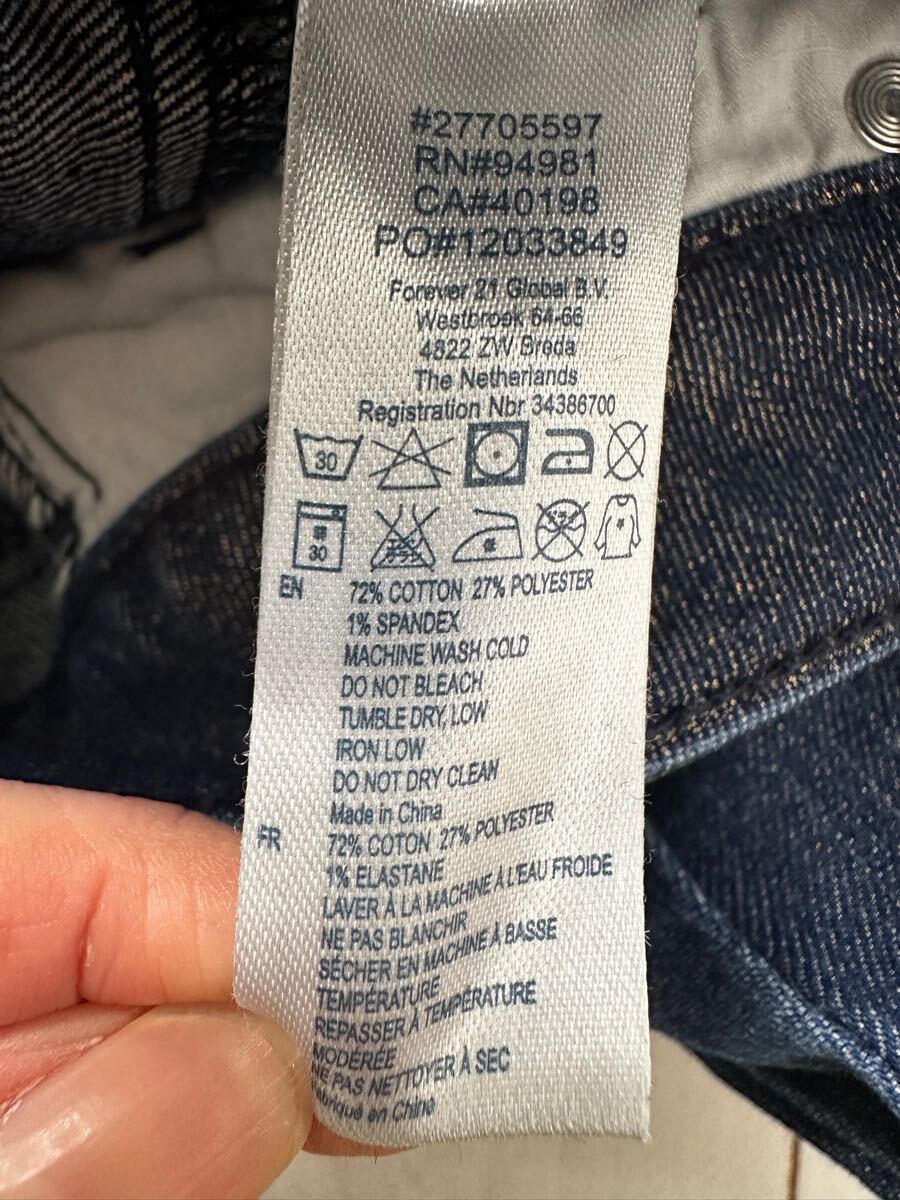 #27705597
RN#94981
CA#40198
PO#12033849
Forever 21 Global B.V.
Westbroek 64-66
4822 ZW Breda
The Netherlands
Registration Nbr 34386700
30
30
EN 72% COTTON 27% POLYESTER
1% SPANDEX
MACHINE WASH COLD
DO NOT BLEACH
TUMBLE DRY, LOW
IRON LOW
DO NOT DRY CLEAN
Made in China
FR 72% COTON 27% POLYESTER
1% ELASTANE
LAVER À LA MACHINE À L'EAU FROIDE
NE PAS BLANCHIR
SÉCHER EN MACHINE À BASSE
TEMPÉRATURE
REPASSER À TEMPÉRATURE
MODÉRÉE
NE PAS NETTOYER À SEC
en Chine